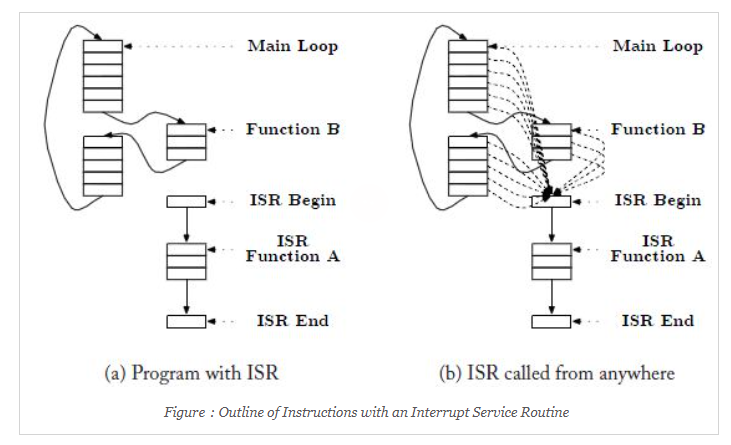 Main Loop
Function B
ISR Begin
ISR
Function A
ISR End
(a) Program with ISR
Main Loop
Function B
ISR Begin
ISR
Function A
ISR End
(b) ISR called from anywhere
Figure : Outline of Instructions with an Interrupt Service Routine